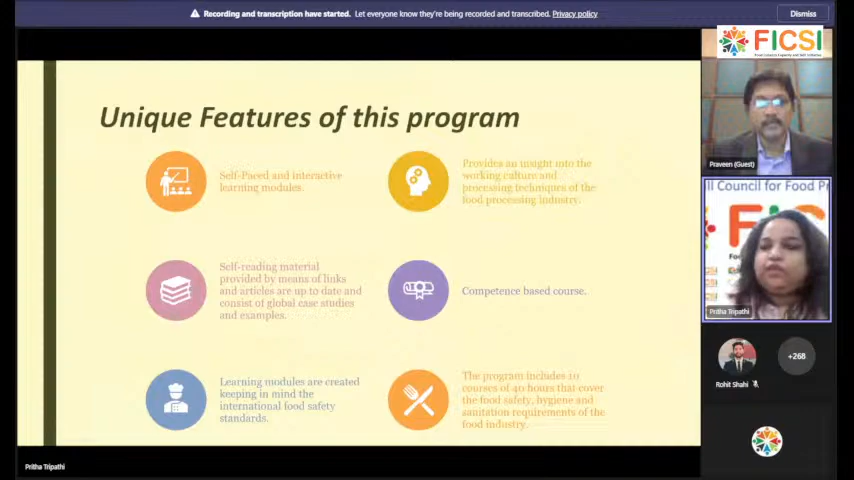 Recording and transcription have started. Let everyone know they're being recorded and transcribed. Privacy policy
Dismiss
FICSI
Unique Features of this program
Self-Paced and interactive
learning modules.
Provides an insight into the
working culture and
processing techniques of the
food processing industry.
Self-reading material
provided by means of links
and articles are up to date and
consist of global case studies
and examples.
Competence based course.
Learning modules are created
keeping in mind the
international food safety
standards.
The program includes 10
courses of 40 hours that cover
the food safety, hygiene and
sanitation requirements of the
food industry.
Praveen (Guest)
ill Council for Food Pr
FICS
Pritha Tripathi
Rohit Shahi
+268
Pritha Tripathi